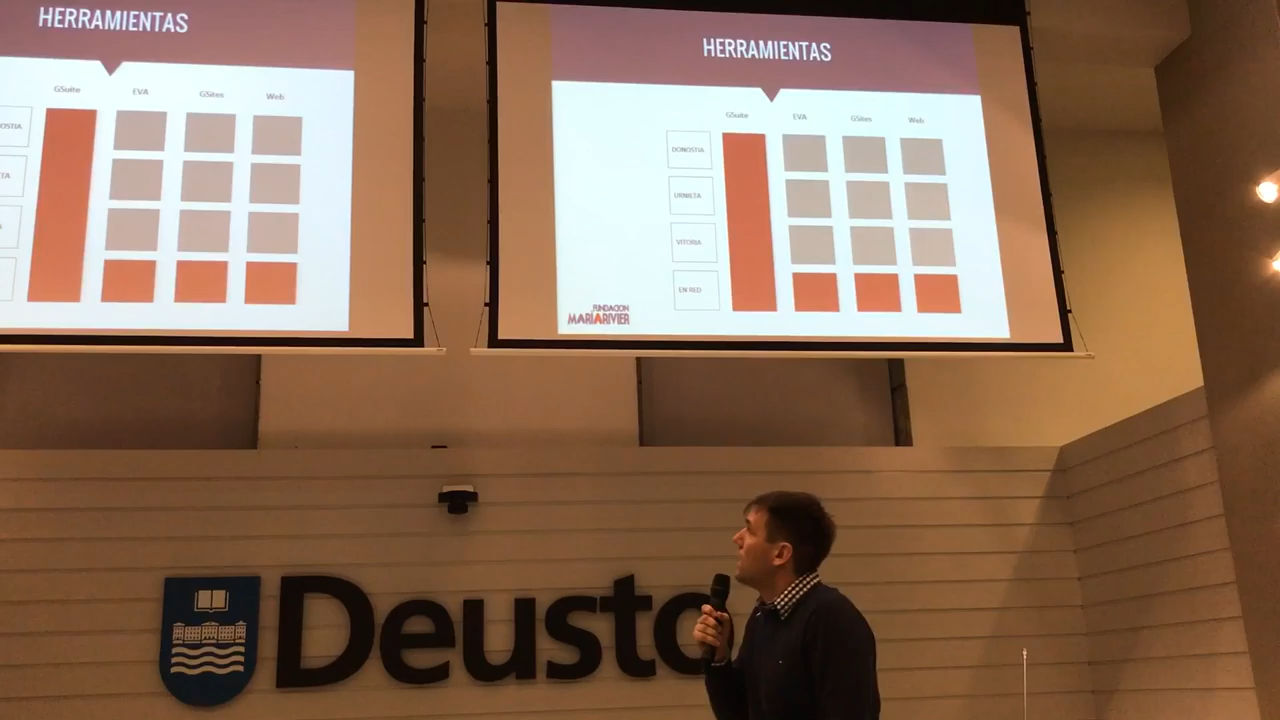 HERRAMIENTAS
GSuite EVA GSites Web
OSTIA
HERRAMIENTAS
GSuite EVA GSites Web
DONOSTIA
URNIETA
VITORIA
EN RED
FUNDACION
MARIARIVIER
Deusto